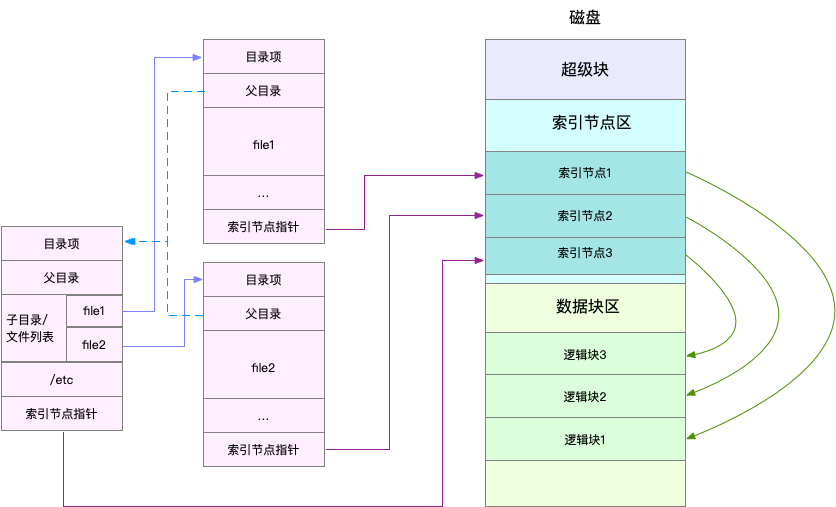 磁盘
目录项
父目录
file1
...
索引节点指针
目录项
父目录
子目录/
文件列表
file1
file2
/etc
索引节点指针
目录项
父目录
file2
...
索引节点指针
超级块
索引节点区
索引节点1
索引节点2
索引节点3
数据块区
逻辑块3
逻辑块2
逻辑块1